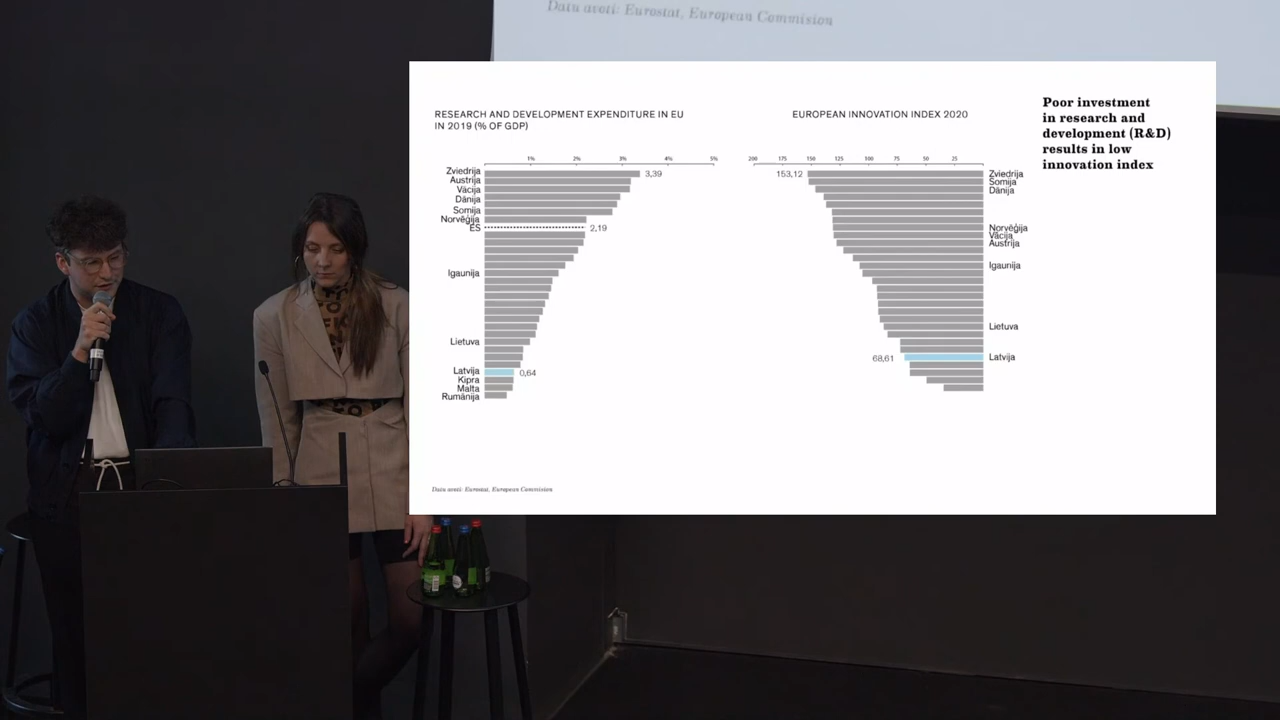 Datu avoti: Eurostat, European Commision
RESEARCH AND DEVELOPMENT EXPENDITURE IN EU
IN 2019 (% OF GDP)
1%
2%
3%
4%
5%
Zviedrija
3,39
Austrija
Vācija
Dānija
Somija
Norvēģija
ES
2,19
Igaunija
Lietuva
Latvija
0,64
Kipra
Malta
Rumānija
EUROPEAN INNOVATION INDEX 2020
200
175
150
125
100
75
50
25
153,12
Zviedrija
Somija
Dānija
Norvēģija
Vācija
Austrija
Igaunija
Lietuva
68,61
Latvija
Poor investment
in research and
development (R&D)
results in low
innovation index
Datu avoti: Eurostat, European Commision